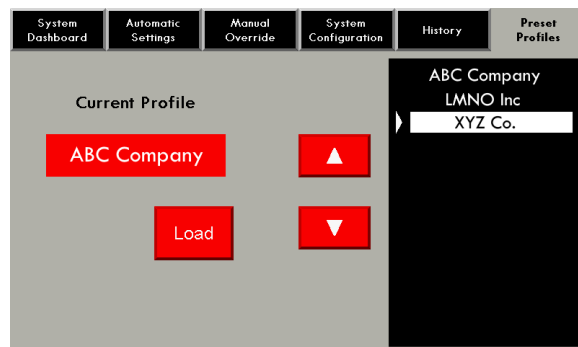 System
Dashboard
Automatic
Settings
Manual
Override
System
Configuration
History
Preset
Profiles
Current Profile
ABC Company
Load
ABC Company
LMNO Inc
XYZ Co.